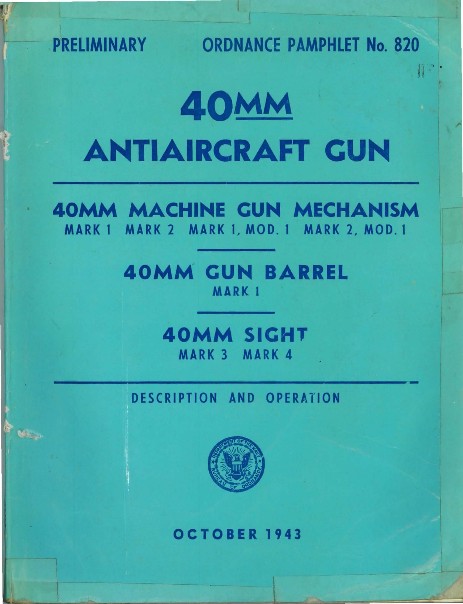 PRELIMINARY ORDNANCE PAMPHLET No. 820
40MM
ANTIAIRCRAFT GUN
40MM MACHINE GUN MECHANISM
MARK 1 MARK 2 MARK 1, MOD. 1 MARK 2, MOD. 1
40MM GUN BARREL
MARK 1
40MM SIGHT
MARK 3 MARK 4
DESCRIPTION AND OPERATION
OCTOBER 1943